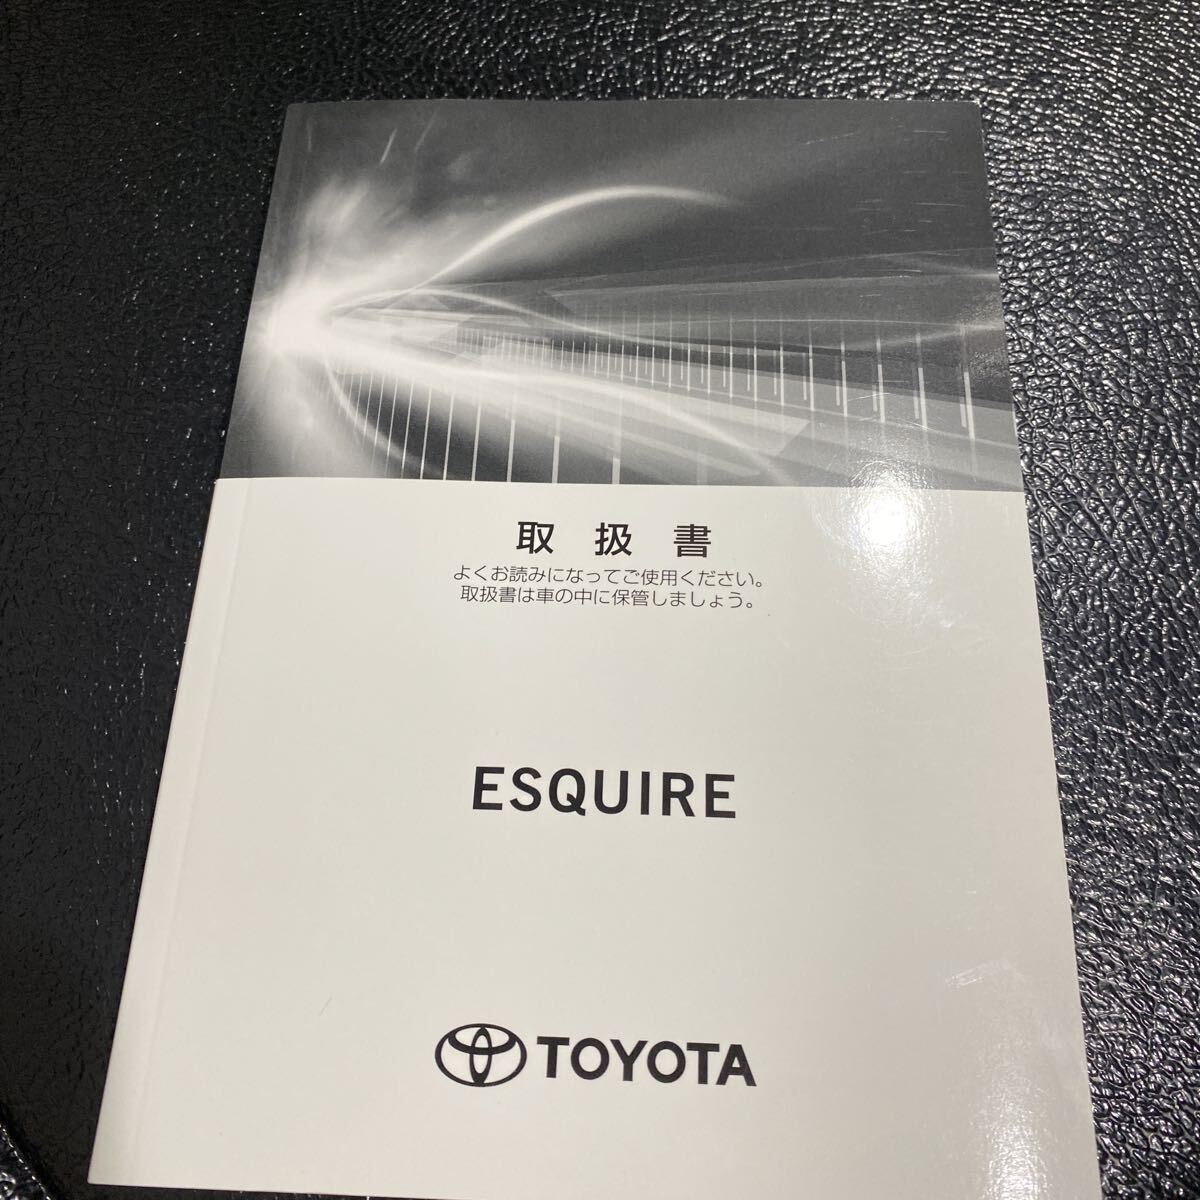 取扱書
よくお読みになってご使用ください。
取扱書は車の中に保管しましょう。
ESQUIRE
TOYOTA